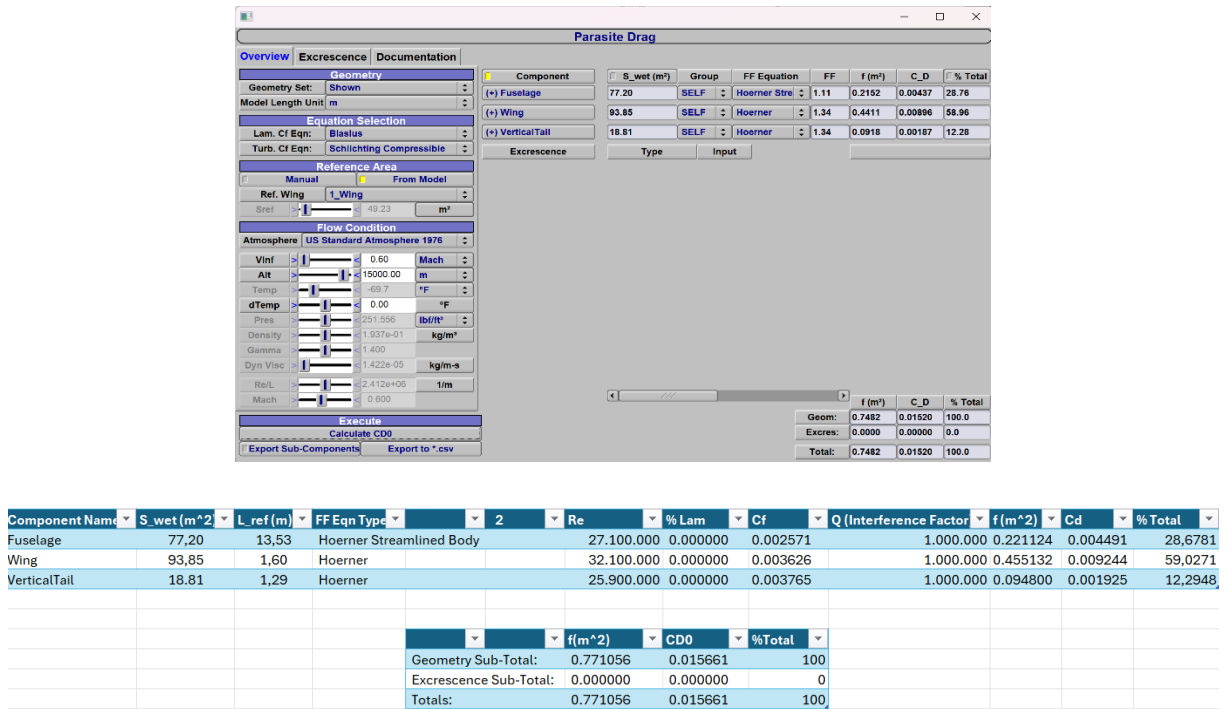 Parasite Drag
Overview Excrescence Documentation
Geometry
Geometry Set: Shown
Model Length Unit m
Equation Selection
Lam. Cf Eqn: Blasius
Turb. Cf Eqn: Schlichting Compressible
Reference Area
Manual From Model
Ref. Wing 1_Wing
Sref > < 49.23 m²
Flow Condition
Atmosphere US Standard Atmosphere 1976
Vinf > < 0.60 Mach
Alt > < 15000.00 m
Temp > < -69.7 °F
dTemp > < 0.00 °F
Pres > < 251.556 lbf/ft²
Density > < 1.937e-01 kg/m³
Gamma > < 1.400
Dyn Visc > < 1.422e-05 kg/m-s
Re/L > < 2.412e+06 1/m
Mach > < 0.600
Execute
Calculate CD0
Export Sub-Components Export to *.csv
Component S_wet (m²) Group FF Equation FF f (m²) C_D % Total
(+) Fuselage 77.20 SELF Hoerner Stre 1.11 0.2152 0.00437 28.76
(+) Wing 93.85 SELF Hoerner 1.34 0.4411 0.00896 58.96
(+) VerticalTail 18.81 SELF Hoerner 1.34 0.0918 0.00187 12.28
Excrescence Type Input
f (m²) C_D % Total
Geom: 0.7482 0.01520 100.0
Excres: 0.0000 0.00000 0.0
Total: 0.7482 0.01520 100.0
Component Name S_wet (m^2) L_ref (m) FF Eqn Type 2 Re % Lam Cf Q (Interference Factor f (m^2) Cd % Total
Fuselage 77,20 13,53 Hoerner Streamlined Body 27.100.000 0.000000 0.002571 1.000.000 0.221124 0.004491 28,6781
Wing 93,85 1,60 Hoerner 32.100.000 0.000000 0.003626 1.000.000 0.455132 0.009244 59,0271
VerticalTail 18.81 1,29 Hoerner 25.900.000 0.000000 0.003765 1.000.000 0.094800 0.001925 12,2948
f(m^2) CD0 %Total
Geometry Sub-Total: 0.771056 0.015661 100
Excrescence Sub-Total: 0.000000 0.000000 0
Totals: 0.771056 0.015661 100